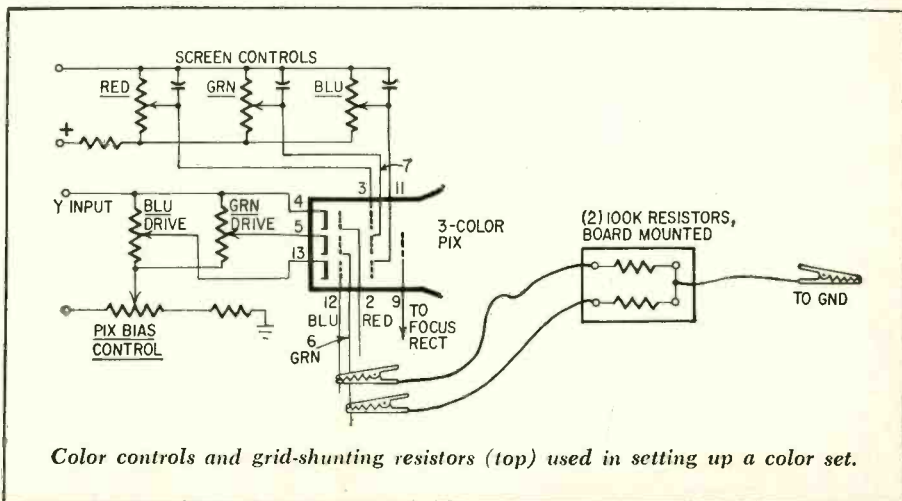 SCREEN CONTROLS
RED
GRN
BLU
+
7
3
11
Y INPUT
BLU
DRIVE
GRN
DRIVE
4
5
13
3-COLOR
PIX
(2) 100K RESISTORS,
BOARD MOUNTED
TO GND
12
2
9
BLU
RED
TO
FOCUS
RECT
6
GRN
PIX BIAS
CONTROL
Color controls and grid-shunting resistors (top) used in setting up a color set.